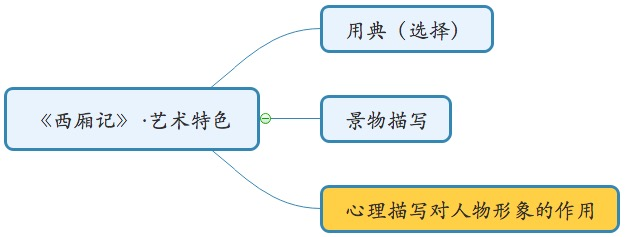 用典（选择）
《西厢记》·艺术特色
景物描写
心理描写对人物形象的作用